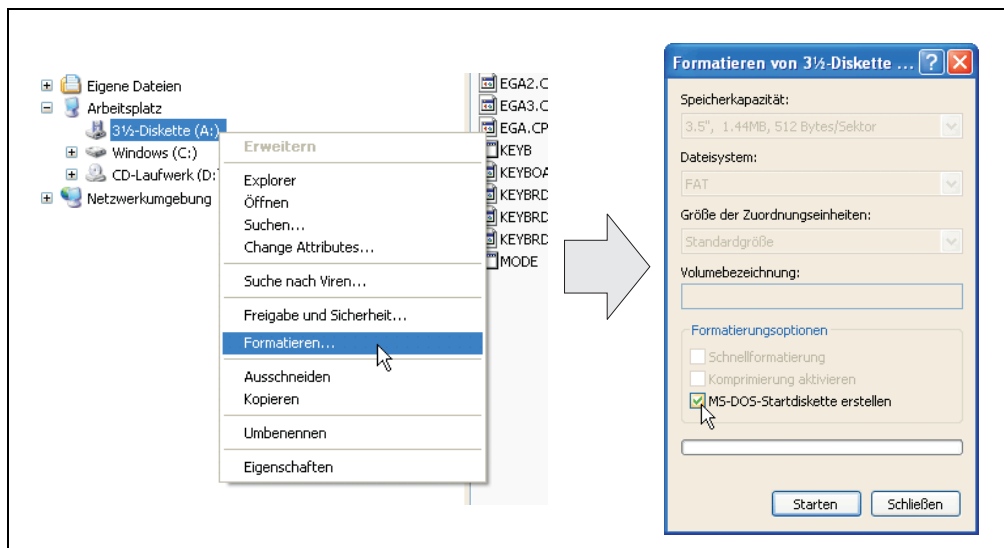 Eigene Dateien
Arbeitsplatz
3½-Diskette (A:)
Windows (C:)
CD-Laufwerk (D:
Netzwerkumgebung
Erweitern
Explorer
Öffnen
Suchen...
Change Attributes...
Suche nach Viren...
Freigabe und Sicherheit...
Formatieren...
Ausschneiden
Kopieren
Umbenennen
Eigenschaften
EGA2.C
EGA3.C
EGA.CP
KEYB
KEYBOA
KEYBRD
KEYBRD
KEYBRD
MODE
Formatieren von 3½-Diskette ...
Speicherkapazität:
3.5", 1.44MB, 512 Bytes/Sektor
Dateisystem:
FAT
Größe der Zuordnungseinheiten:
Standardgröße
Volumebezeichnung:
Formatierungsoptionen
Schnellformatierung
Komprimierung aktivieren
MS-DOS-Startdiskette erstellen
Starten
Schließen